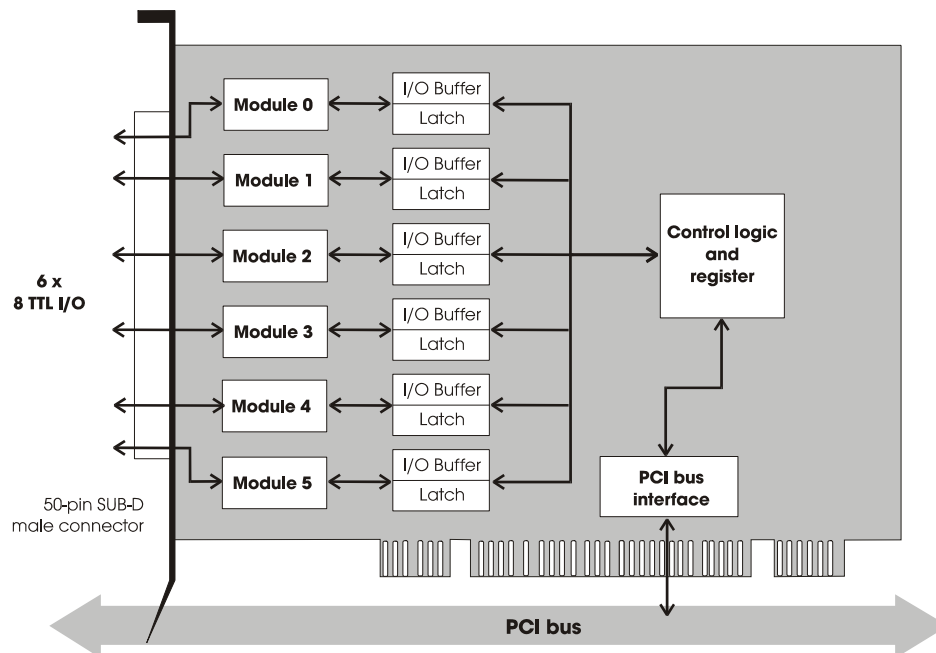 Module 0
I/O Buffer
Latch
Module 1
I/O Buffer
Latch
Module 2
I/O Buffer
Latch
Module 3
I/O Buffer
Latch
Module 4
I/O Buffer
Latch
Module 5
I/O Buffer
Latch
6 x
8 TTL I/O
50-pin SUB-D
male connector
Control logic
and
register
PCI bus
interface
PCI bus